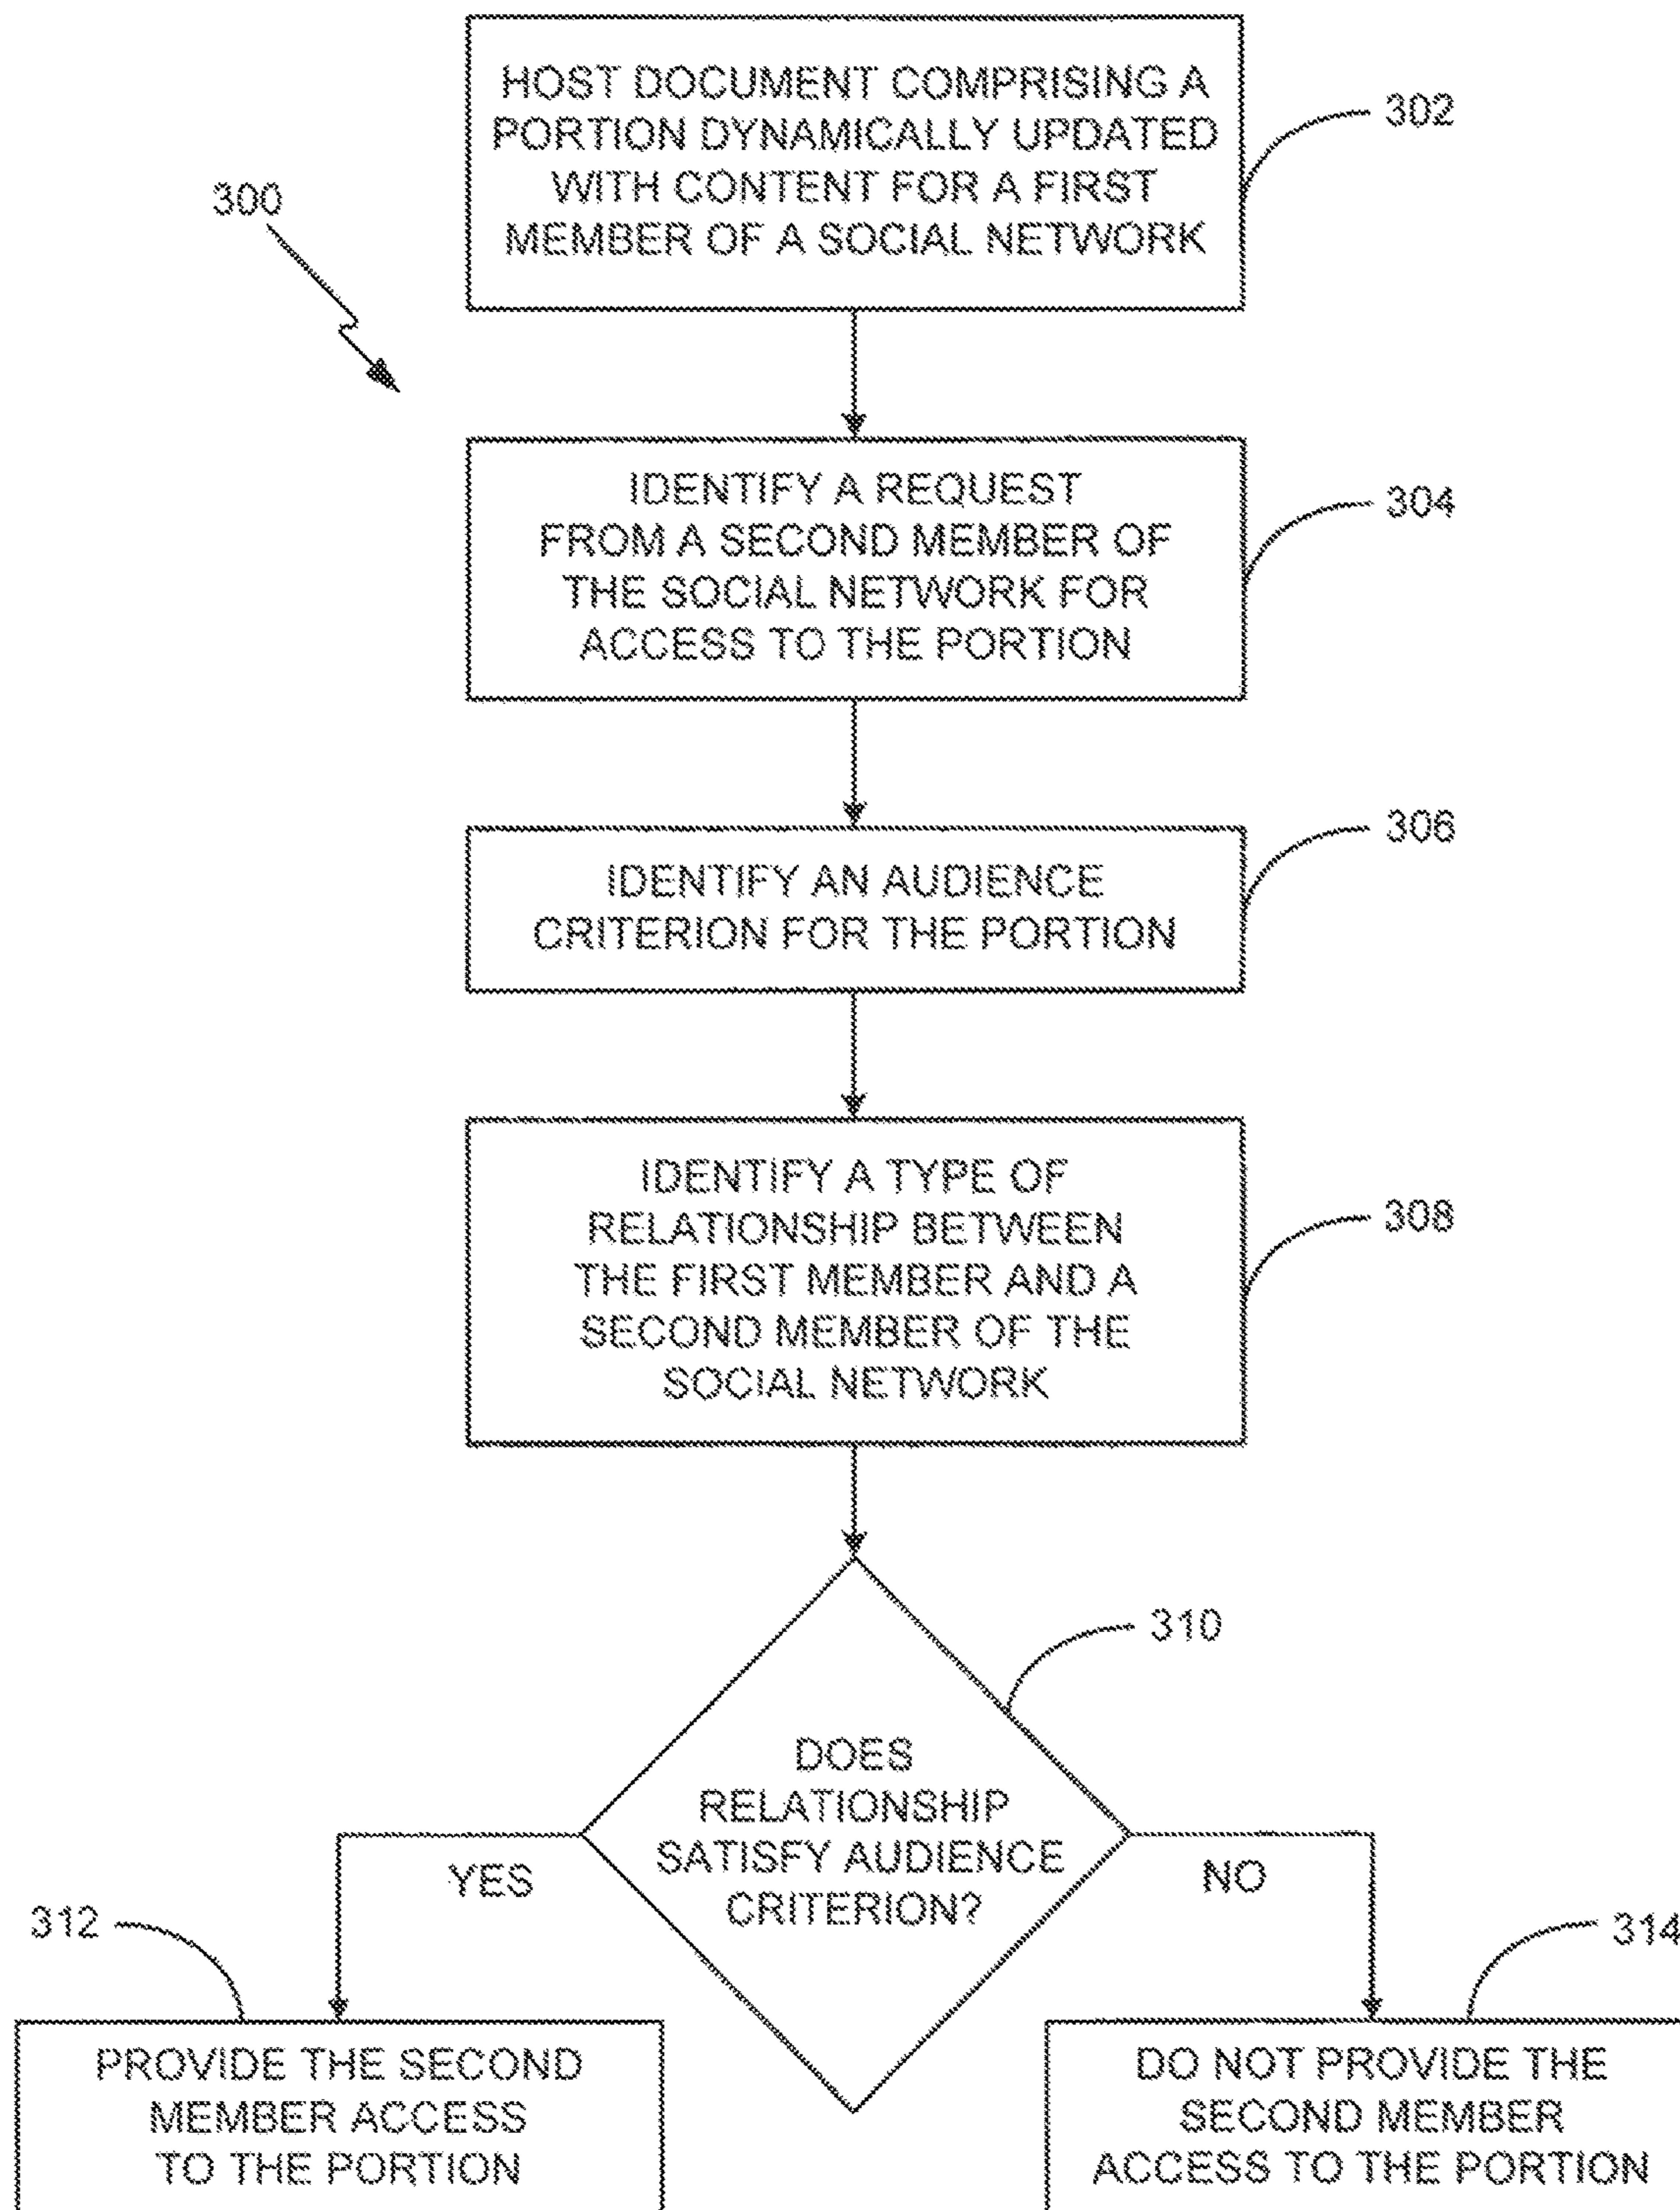 HOST DOCUMENT COMPRISING A
PORTION DYNAMICALLY UPDATED
WITH CONTENT FOR A FIRST
MEMBER OF A SOCIAL NETWORK
302
300
IDENTIFY A REQUEST
FROM A SECOND MEMBER OF
THE SOCIAL NETWORK FOR
ACCESS TO THE PORTION
304
IDENTIFY AN AUDIENCE
CRITERION FOR THE PORTION
306
IDENTIFY A TYPE OF
RELATIONSHIP BETWEEN
THE FIRST MEMBER AND A
SECOND MEMBER OF THE
SOCIAL NETWORK
308
310
DOES
RELATIONSHIP
SATISFY AUDIENCE
CRITERION?
YES
NO
312
PROVIDE THE SECOND
MEMBER ACCESS
TO THE PORTION
314
DO NOT PROVIDE THE
SECOND MEMBER
ACCESS TO THE PORTION